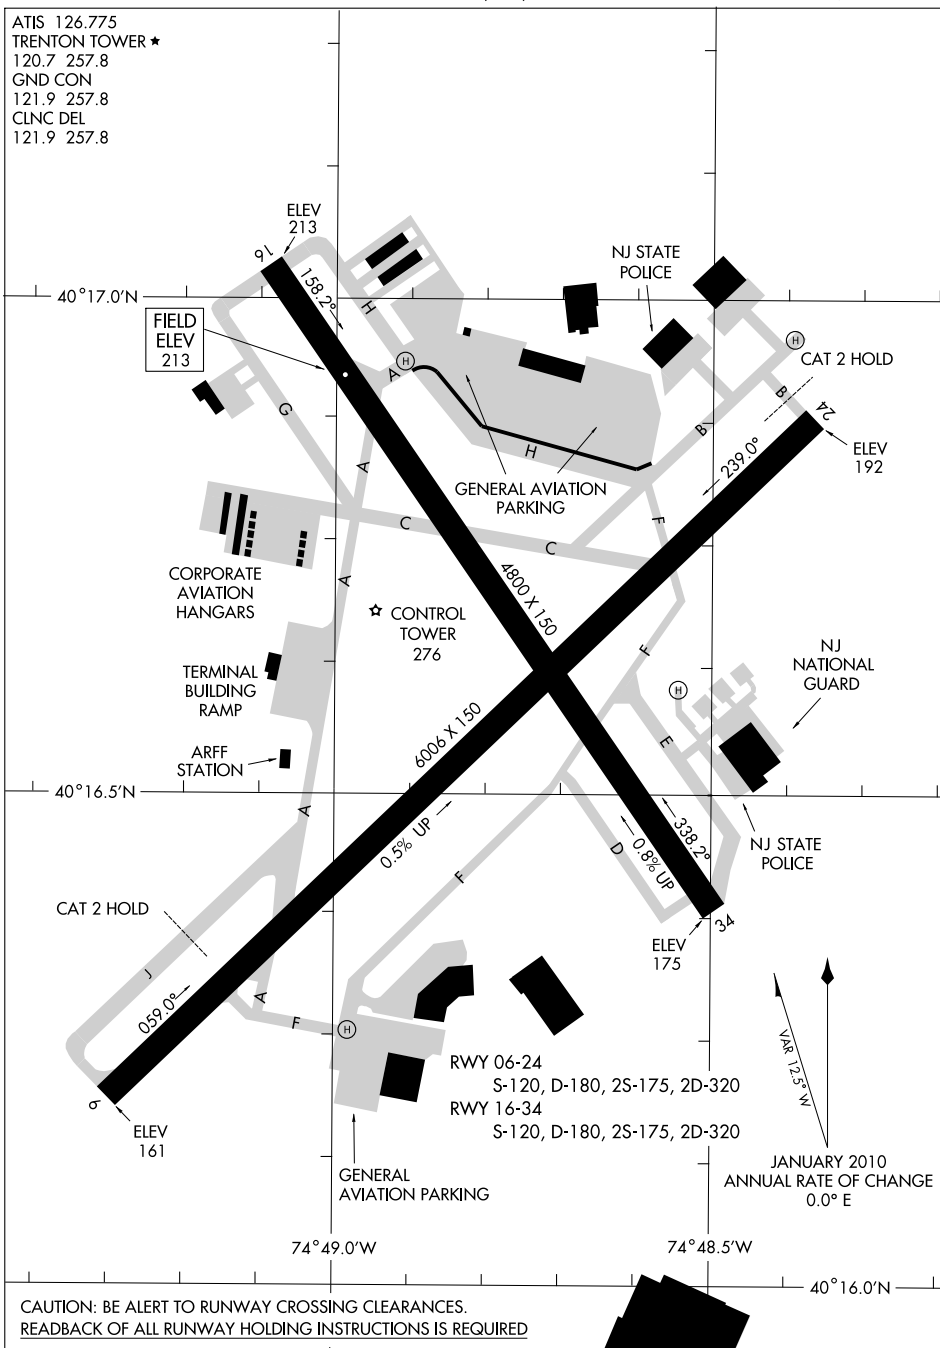 ATIS 126.775
TRENTON TOWER ★
120.7 257.8
GND CON
121.9 257.8
CLNC DEL
121.9 257.8
ELEV
213
16
158.2°
H
NJ STATE
POLICE
40°17.0'N
FIELD
ELEV
213
H
CAT 2 HOLD
A
G
B
B
24
ELEV
192
239.0°
H
A
GENERAL AVIATION
PARKING
C
F
C
A
CORPORATE
AVIATION
HANGARS
4800 X 150
CONTROL
TOWER
276
F
NJ
NATIONAL
GUARD
TERMINAL
BUILDING
RAMP
H
E
6006 X 150
ARFF
STATION
40°16.5'N
A
0.5% UP
338.2°
0.8% UP
D
NJ STATE
POLICE
F
CAT 2 HOLD
34
ELEV
175
J
059.0°
A
F
H
VAR 12.5° W
RWY 06-24
S-120, D-180, 2S-175, 2D-320
RWY 16-34
S-120, D-180, 2S-175, 2D-320
6
ELEV
161
GENERAL
AVIATION PARKING
JANUARY 2010
ANNUAL RATE OF CHANGE
0.0° E
74°49.0'W
74°48.5'W
40°16.0'N
CAUTION: BE ALERT TO RUNWAY CROSSING CLEARANCES.
READBACK OF ALL RUNWAY HOLDING INSTRUCTIONS IS REQUIRED